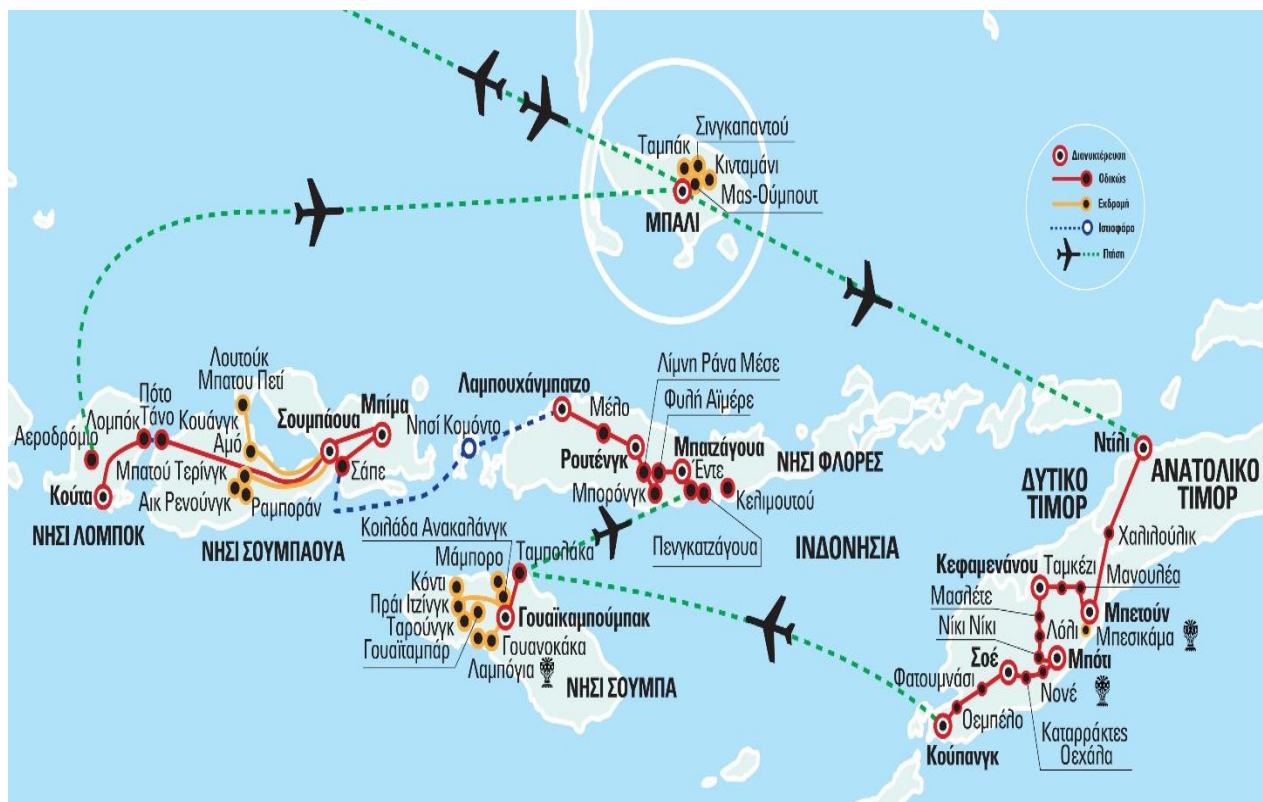 Σινγκαπαντού
Ταμπάκ
Κινταμάνι
Μας-Ούμπουτ
ΜΠΑΛΙ
Διανυκτέρευση
Οδικώς
Εκδρομή
Ιστιοφόρο
Πτήση
Λουτούκ
Μπατου Πετί
Πότο
Τάνο
Κουάνγκ
Λομπόκ
Αεροδρόμιο
Αμό
Σουμπάουα
Μπίμα
Μπατού Τερίνγκ
Σάπε
Κούτα
Αικ Ρενούνγκ
Ραμποράν
ΝΗΣΙ ΛΟΜΠΟΚ
ΝΗΣΙ ΣΟΥΜΠΑΟΥΑ
Νησί Κομόντο
Λαμπουχάνμπατζο
Μέλο
Λίμνη Ράνα Μέσε
Φυλή Αϊμέρε
Ρουτένγκ
Μπατζάγουα
Έντε
ΝΗΣΙ ΦΛΟΡΕΣ
Μπορόνγκ
Κελιμουτού
Πενγκατζάγουα
ΙΝΔΟΝΗΣΙΑ
Κοιλάδα Ανακαλάνγκ
Μάμπορο
Ταμπολάκα
Κόντι
Πράι Ιτζίνγκ
Ταρούνγκ
Γουαϊταμπάρ
Γουαϊκαμπούμπακ
Γουανοκάκα
Λαμπόγια
ΝΗΣΙ ΣΟΥΜΠΑ
Ντίλι
ΔΥΤΙΚΟ
ΤΙΜΟΡ
ΑΝΑΤΟΛΙΚΟ
ΤΙΜΟΡ
Χαλιλούλικ
Κεφαμενάνου
Ταμκέζι
Μανουλέα
Μασλέτε
Μπετούν
Νίκι Νίκι
Λόλι
Μπεσικάμα
Σοέ
Μπότι
Φατουμνάσι
Νονέ
Οεμπέλο
Καταρράκτες
Οεχάλα
Κούπανγκ